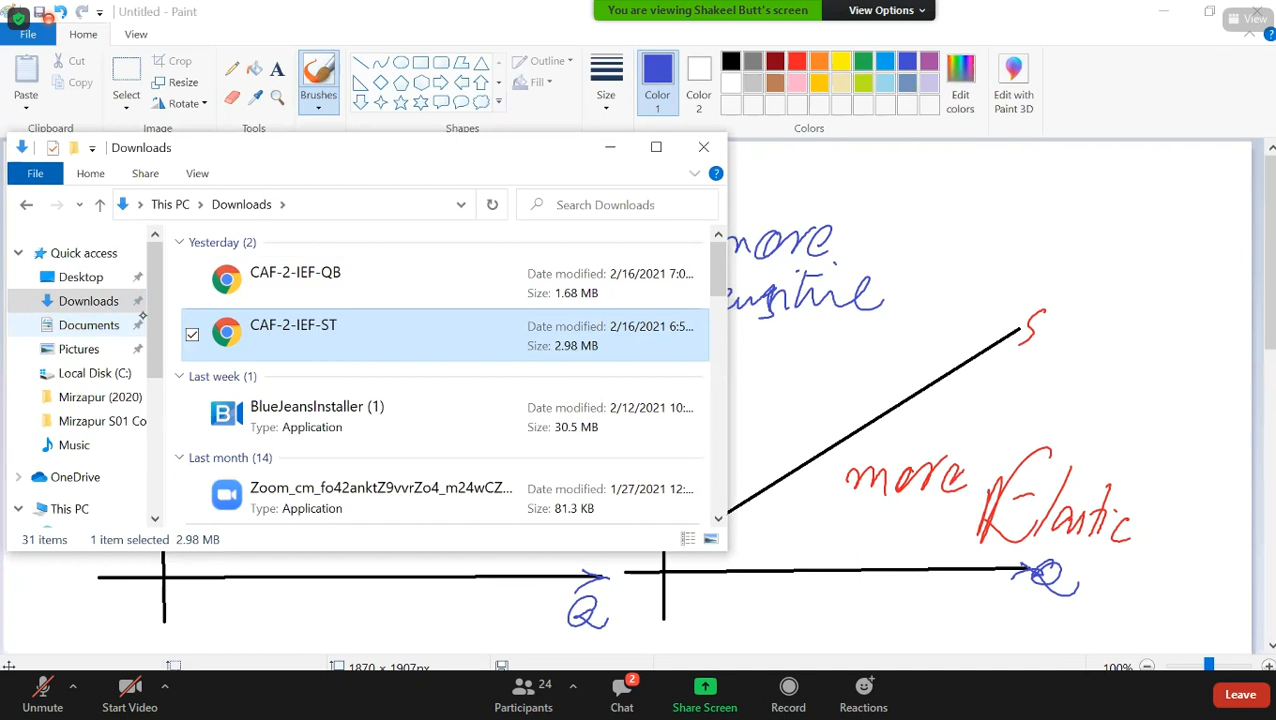 Untitled - Paint
You are viewing Shakeel Butt's screen
View Options
View
File
Home
View
Paste
Cut
Copy
Select
Crop
Resize
Rotate
Brushes
Outline
Fill
Size
Color 1
Color 2
Edit colors
Edit with Paint 3D
Clipboard
Image
Tools
Shapes
Colors
Downloads
File
Home
Share
View
This PC
Downloads
Search Downloads
Quick access
Desktop
Downloads
Documents
Pictures
Local Disk (C:)
Mirzapur (2020)
Mirzapur S01 Co
Music
OneDrive
This PC
Yesterday (2)
CAF-2-IEF-QB
Date modified: 2/16/2021 7:0...
Size: 1.68 MB
CAF-2-IEF-ST
Date modified: 2/16/2021 6:5...
Size: 2.98 MB
Last week (1)
BlueJeansInstaller (1)
Type: Application
Date modified: 2/12/2021 10:...
Size: 30.5 MB
Last month (14)
Zoom_cm_fo42anktZ9vvrZo4_m24wCZ...
Type: Application
Date modified: 1/27/2021 12:...
Size: 81.3 KB
31 items
1 item selected
2.98 MB
more
S
more Elastic
Q
Q
1870 × 1907px
100%
Unmute
Start Video
24
Participants
2
Chat
Share Screen
Record
Reactions
Leave